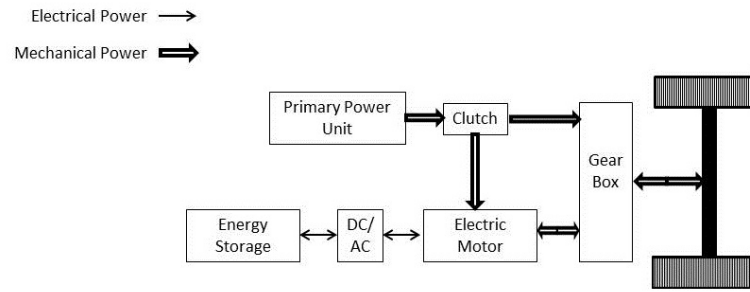 Electrical Power
Mechanical Power
Primary Power
Unit
Clutch
Gear
Box
Energy
Storage
DC/
AC
Electric
Motor